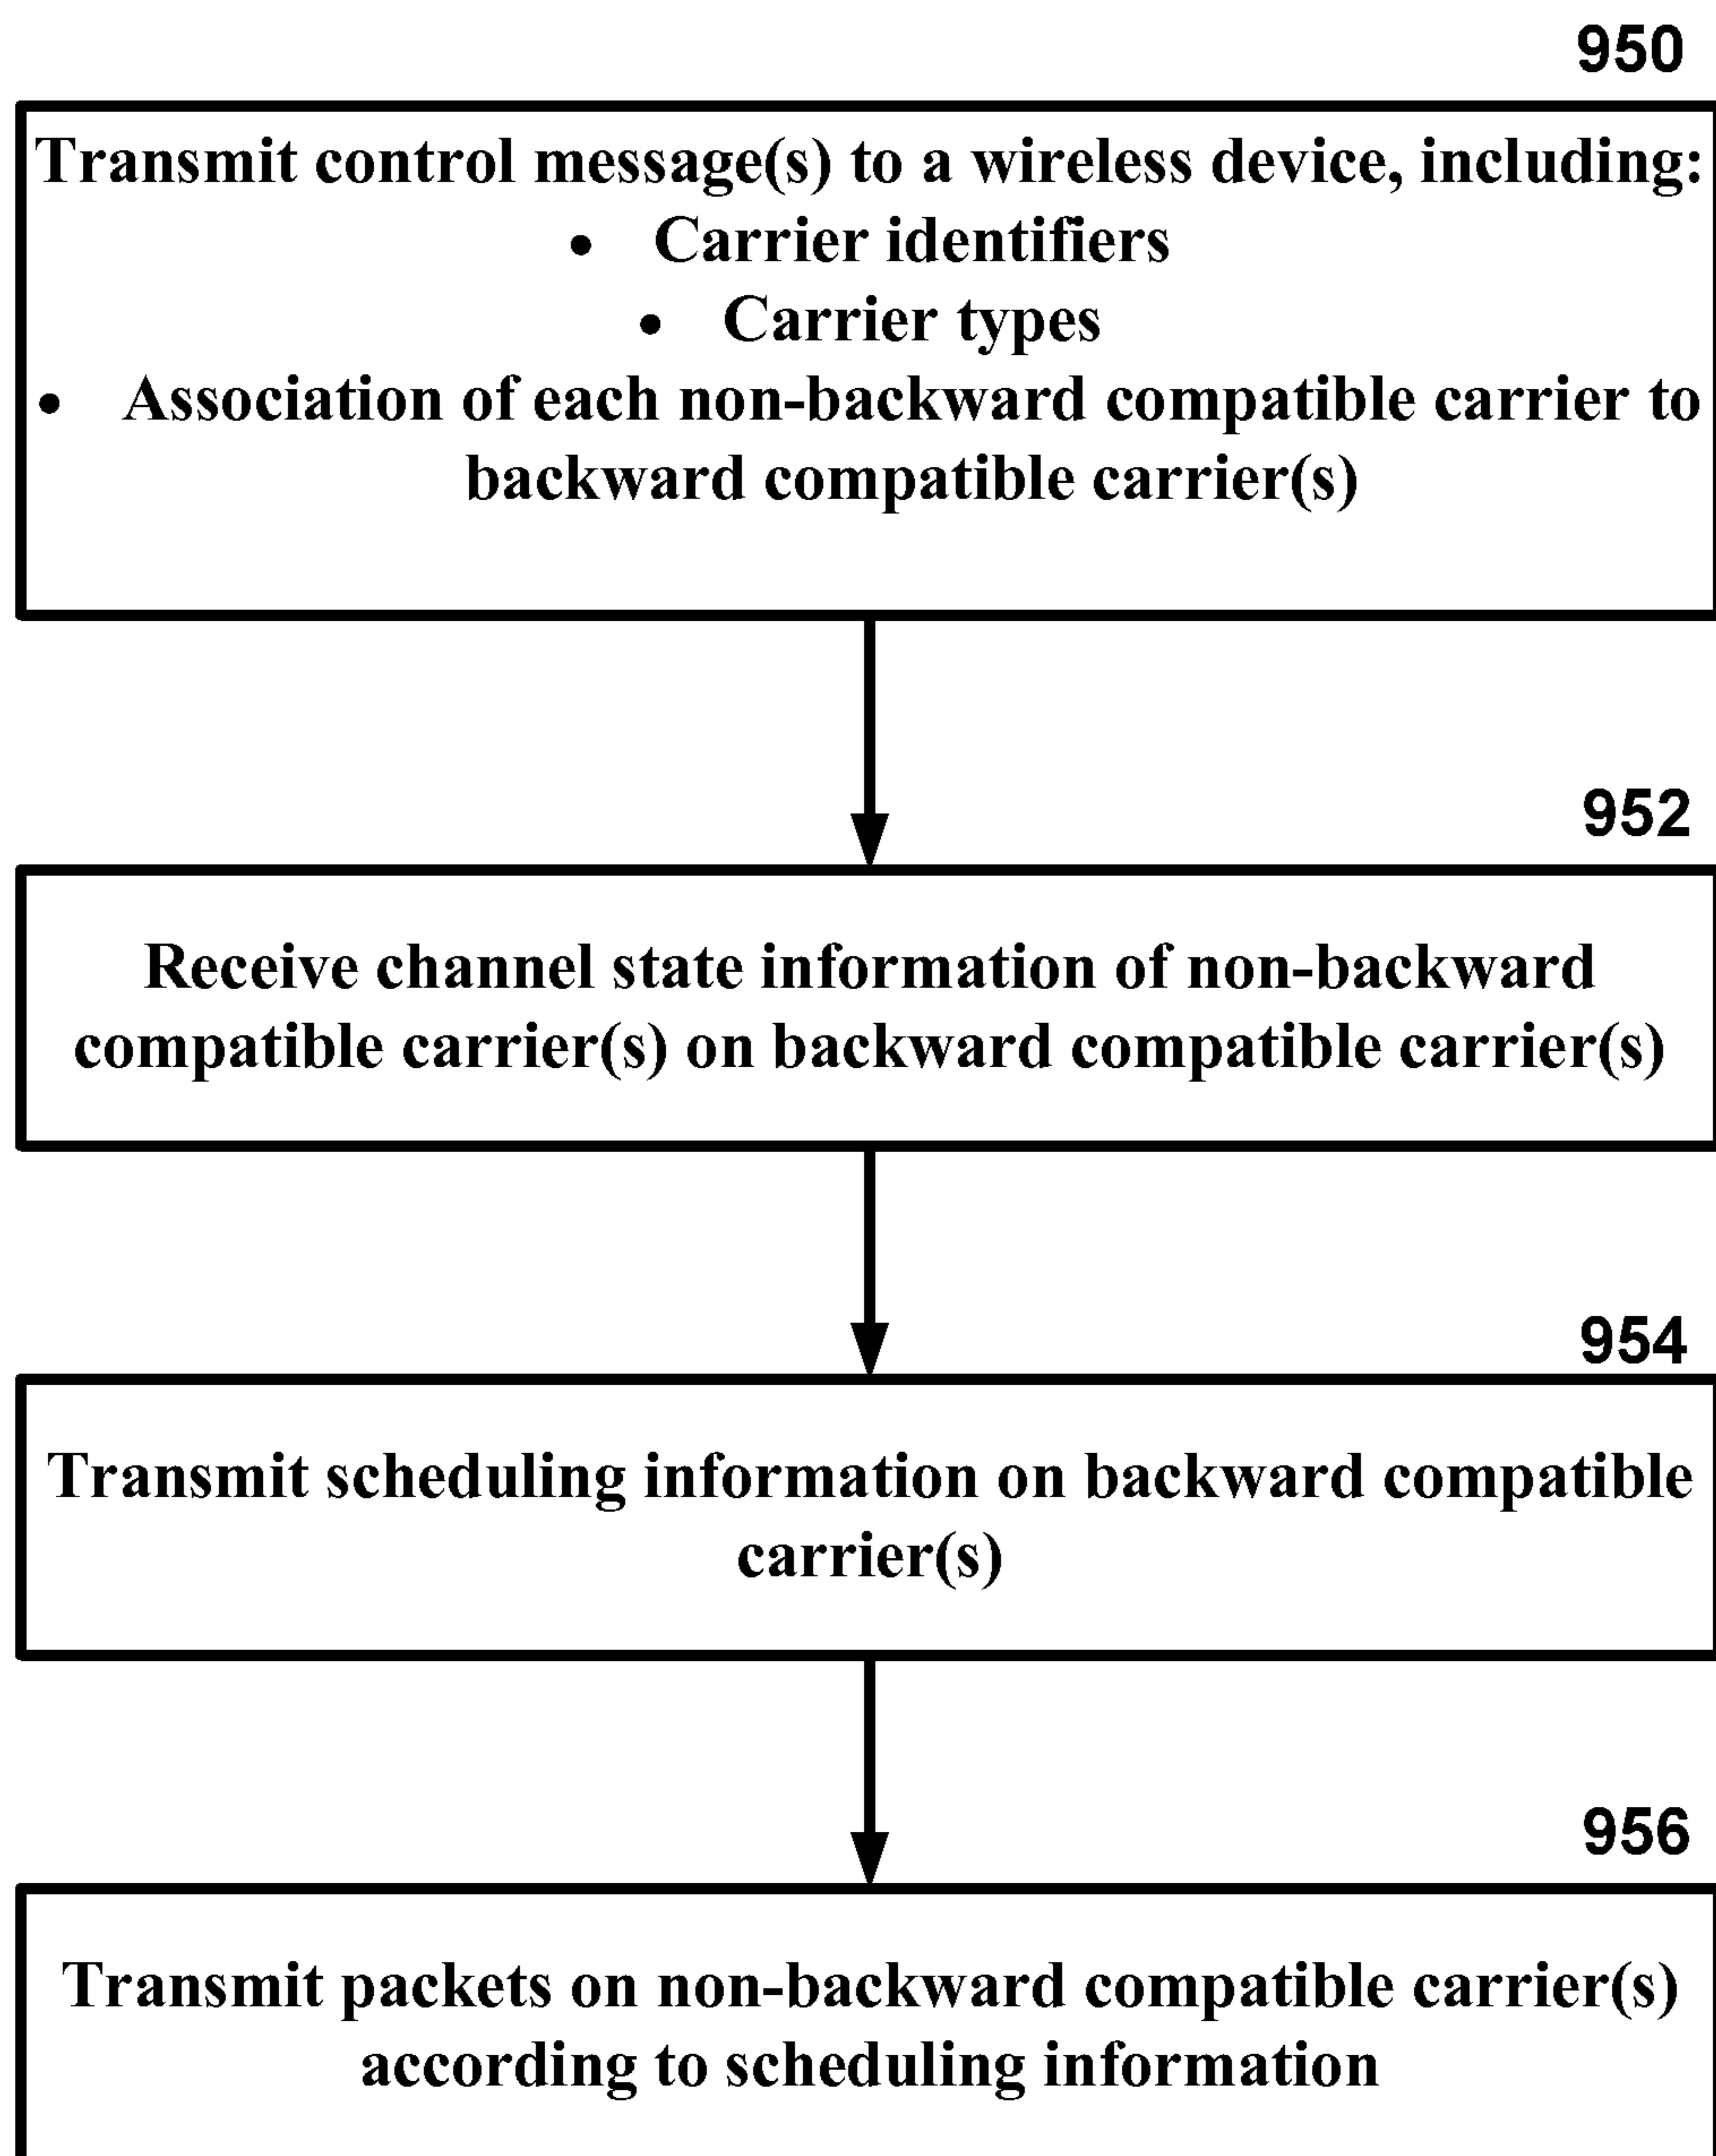 950
Transmit control message(s) to a wireless device, including:
• Carrier identifiers
• Carrier types
• Association of each non-backward compatible carrier to
backward compatible carrier(s)
952
Receive channel state information of non-backward
compatible carrier(s) on backward compatible carrier(s)
954
Transmit scheduling information on backward compatible
carrier(s)
956
Transmit packets on non-backward compatible carrier(s)
according to scheduling information